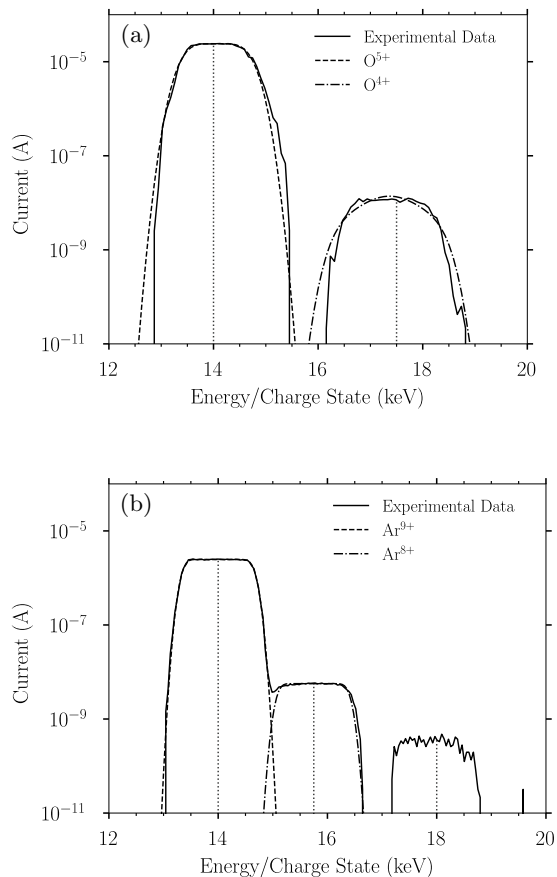 (a)
Experimental Data
O⁵⁺
O⁴⁺
10⁻⁵
10⁻⁷
10⁻⁹
10⁻¹¹
Current (A)
12 14 16 18 20
Energy/Charge State (keV)
(b)
Experimental Data
Ar⁹⁺
Ar⁸⁺
10⁻⁵
10⁻⁷
10⁻⁹
10⁻¹¹
Current (A)
12 14 16 18 20
Energy/Charge State (keV)